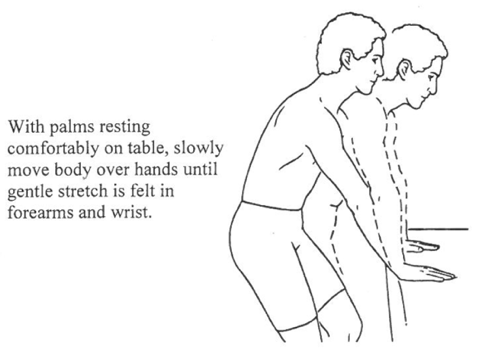 With palms resting
comfortably on table, slowly
move body over hands until
gentle stretch is felt in
forearms and wrist.